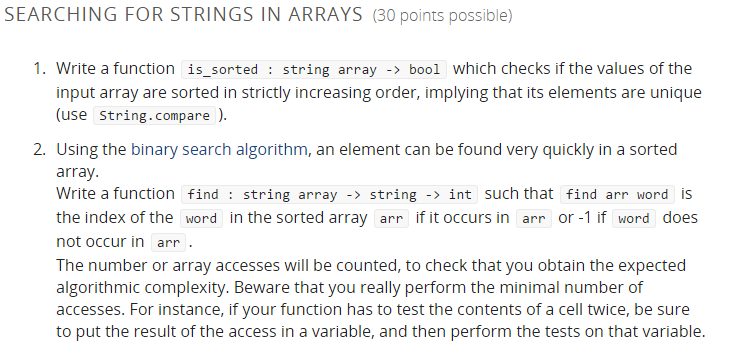 SEARCHING FOR STRINGS IN ARRAYS (30 points possible)
1. Write a function is_sorted : string array -> bool which checks if the values of the
input array are sorted in strictly increasing order, implying that its elements are unique
(use String.compare ).
2. Using the binary search algorithm, an element can be found very quickly in a sorted
array.
Write a function find : string array -> string -> int such that find arr word is
the index of the word in the sorted array arr if it occurs in arr or -1 if word does
not occur in arr .
The number or array accesses will be counted, to check that you obtain the expected
algorithmic complexity. Beware that you really perform the minimal number of
accesses. For instance, if your function has to test the contents of a cell twice, be sure
to put the result of the access in a variable, and then perform the tests on that variable.